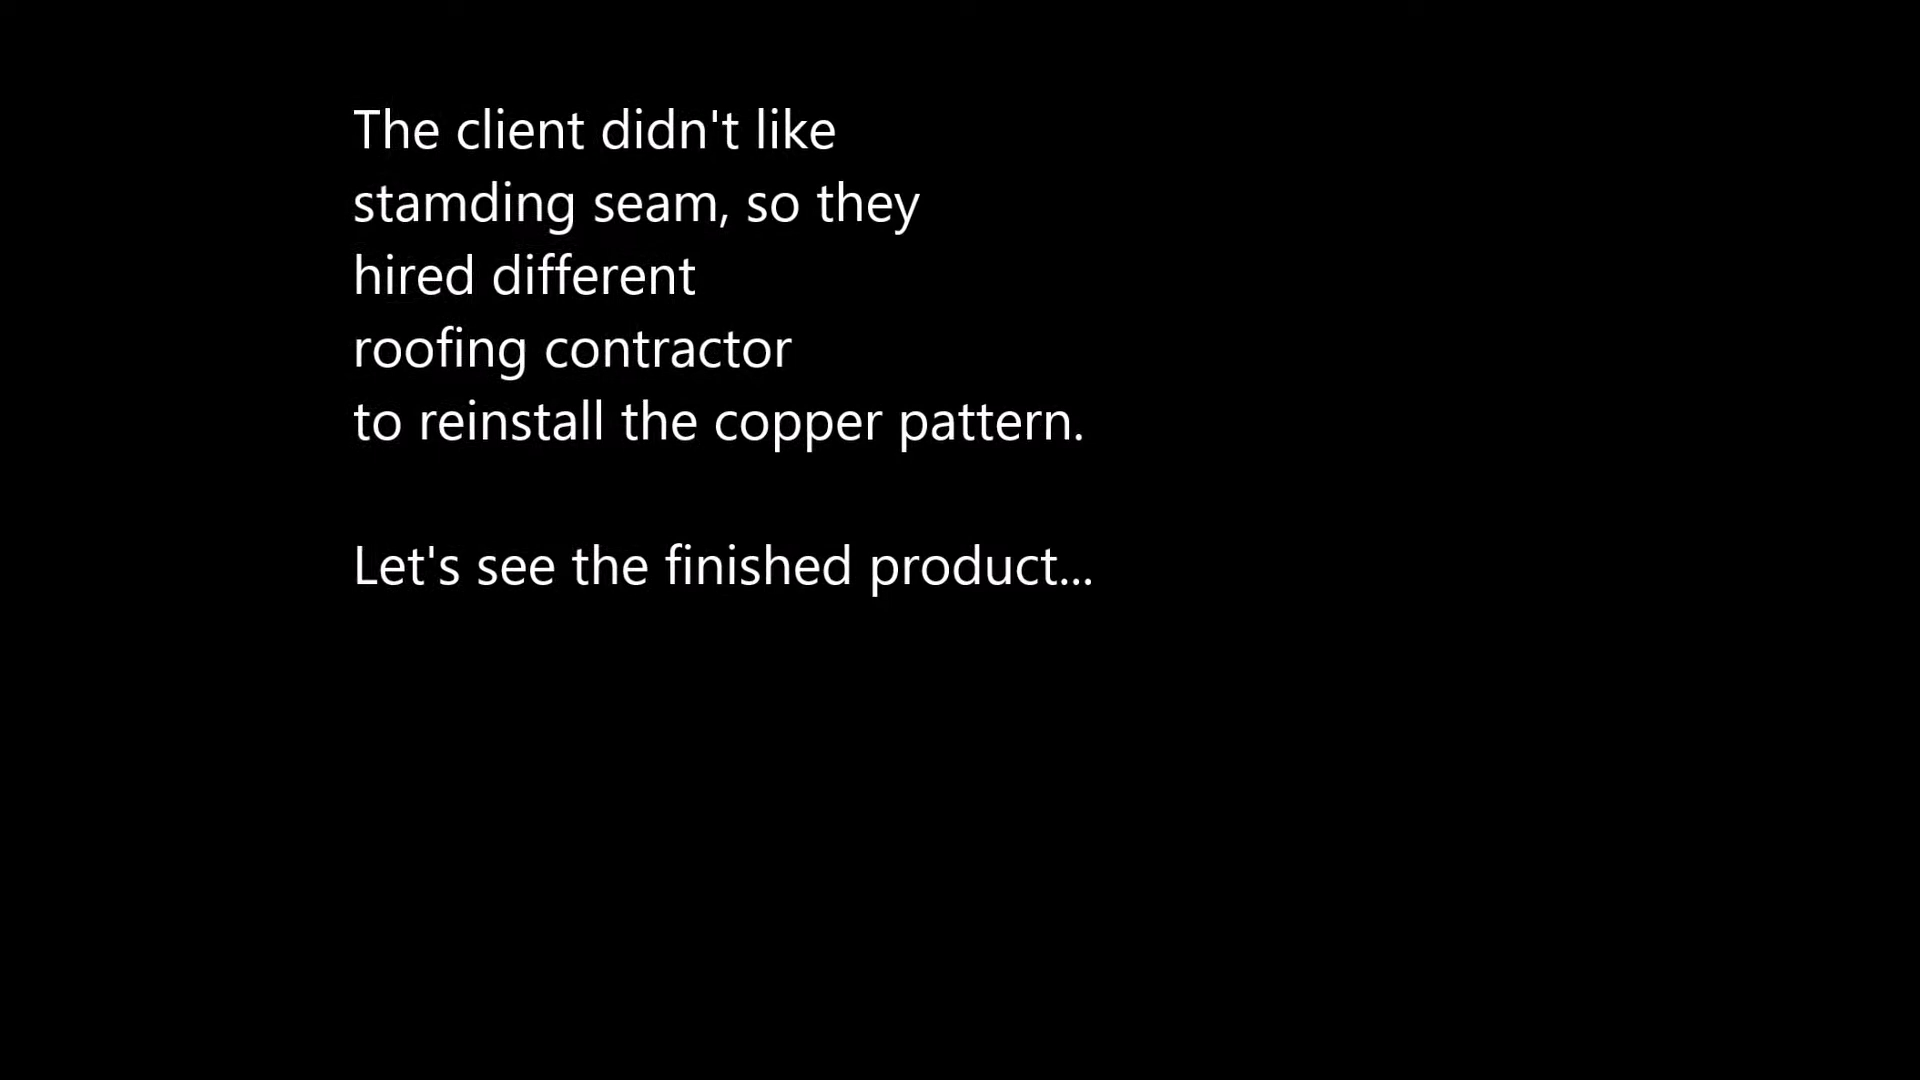 The client didn't like
stamding seam, so they
hired different
roofing contractor
to reinstall the copper pattern.
Let's see the finished product...